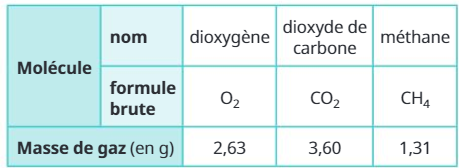 Molécule
nom
dioxygène
dioxyde de
carbone
méthane
formule
brute
O₂
CO₂
CH₄
Masse de gaz (en g)
2,63
3,60
1,31